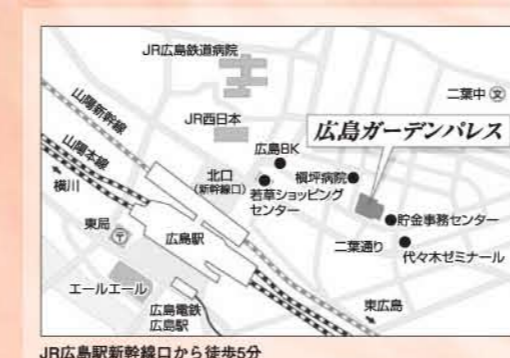 JR広島鉄道病院
山陽新幹線
二葉中 文
JR西日本
広島ガーデンパレス
山陽本線
広島BK
北口
(新幹線口)
槇坪病院
横川
若草ショッピング
センター
東局
広島駅
貯金事務センター
二葉通り
代々木ゼミナール
エールエール
広島電鉄
広島駅
東広島
JR広島駅新幹線口から徒歩5分